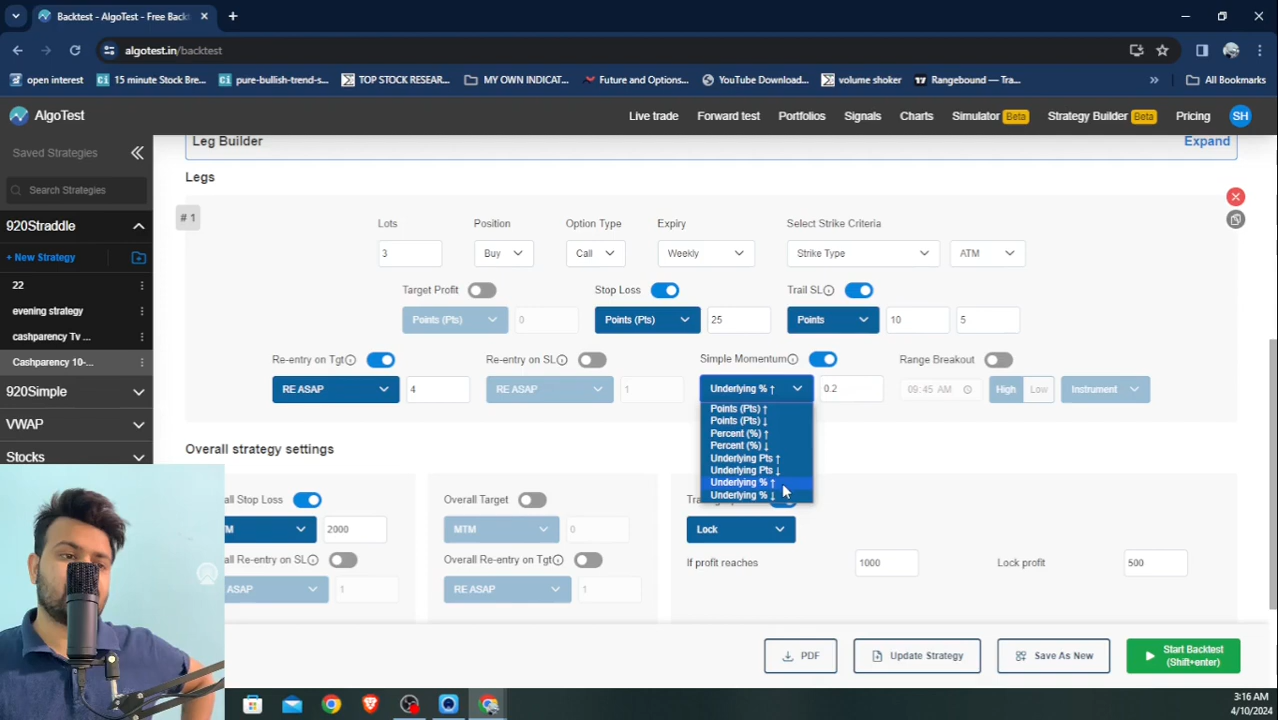 Backtest - AlgoTest - Free Back
algotest.in/backtest
open interest
15 minute Stock Bre...
pure-bullish-trend-s...
TOP STOCK RESEAR...
MY OWN INDICAT...
Future and Options...
YouTube Download...
volume shoker
Rangebound — Tra...
All Bookmarks
AlgoTest
Live trade
Forward test
Portfolios
Signals
Charts
Simulator Beta
Strategy Builder Beta
Pricing
SH
Saved Strategies
Search Strategies
920Straddle
+ New Strategy
22
evening strategy
cashparency Tv ...
Cashparency 10-...
920Simple
VWAP
Stocks
Leg Builder
Expand
Legs
# 1
Lots
Position
Option Type
Expiry
Select Strike Criteria
3
Buy
Call
Weekly
Strike Type
ATM
Target Profit
Stop Loss
Trail SL
Points (Pts)
0
Points (Pts)
25
Points
10
5
Re-entry on Tgt
Re-entry on SL
Simple Momentum
Range Breakout
RE ASAP
4
RE ASAP
1
Underlying % ↑
0.2
09:45 AM
High
Low
Instrument
Points (Pts) ↑
Points (Pts) ↓
Percent (%) ↑
Percent (%) ↓
Underlying Pts ↑
Underlying Pts ↓
Underlying % ↑
Underlying % ↓
Overall strategy settings
all Stop Loss
Overall Target
TM
2000
MTM
0
Lock
all Re-entry on SL
Overall Re-entry on Tgt
If profit reaches
1000
Lock profit
500
ASAP
1
RE ASAP
1
PDF
Update Strategy
Save As New
Start Backtest
(Shift+enter)
3:16 AM
4/10/2024